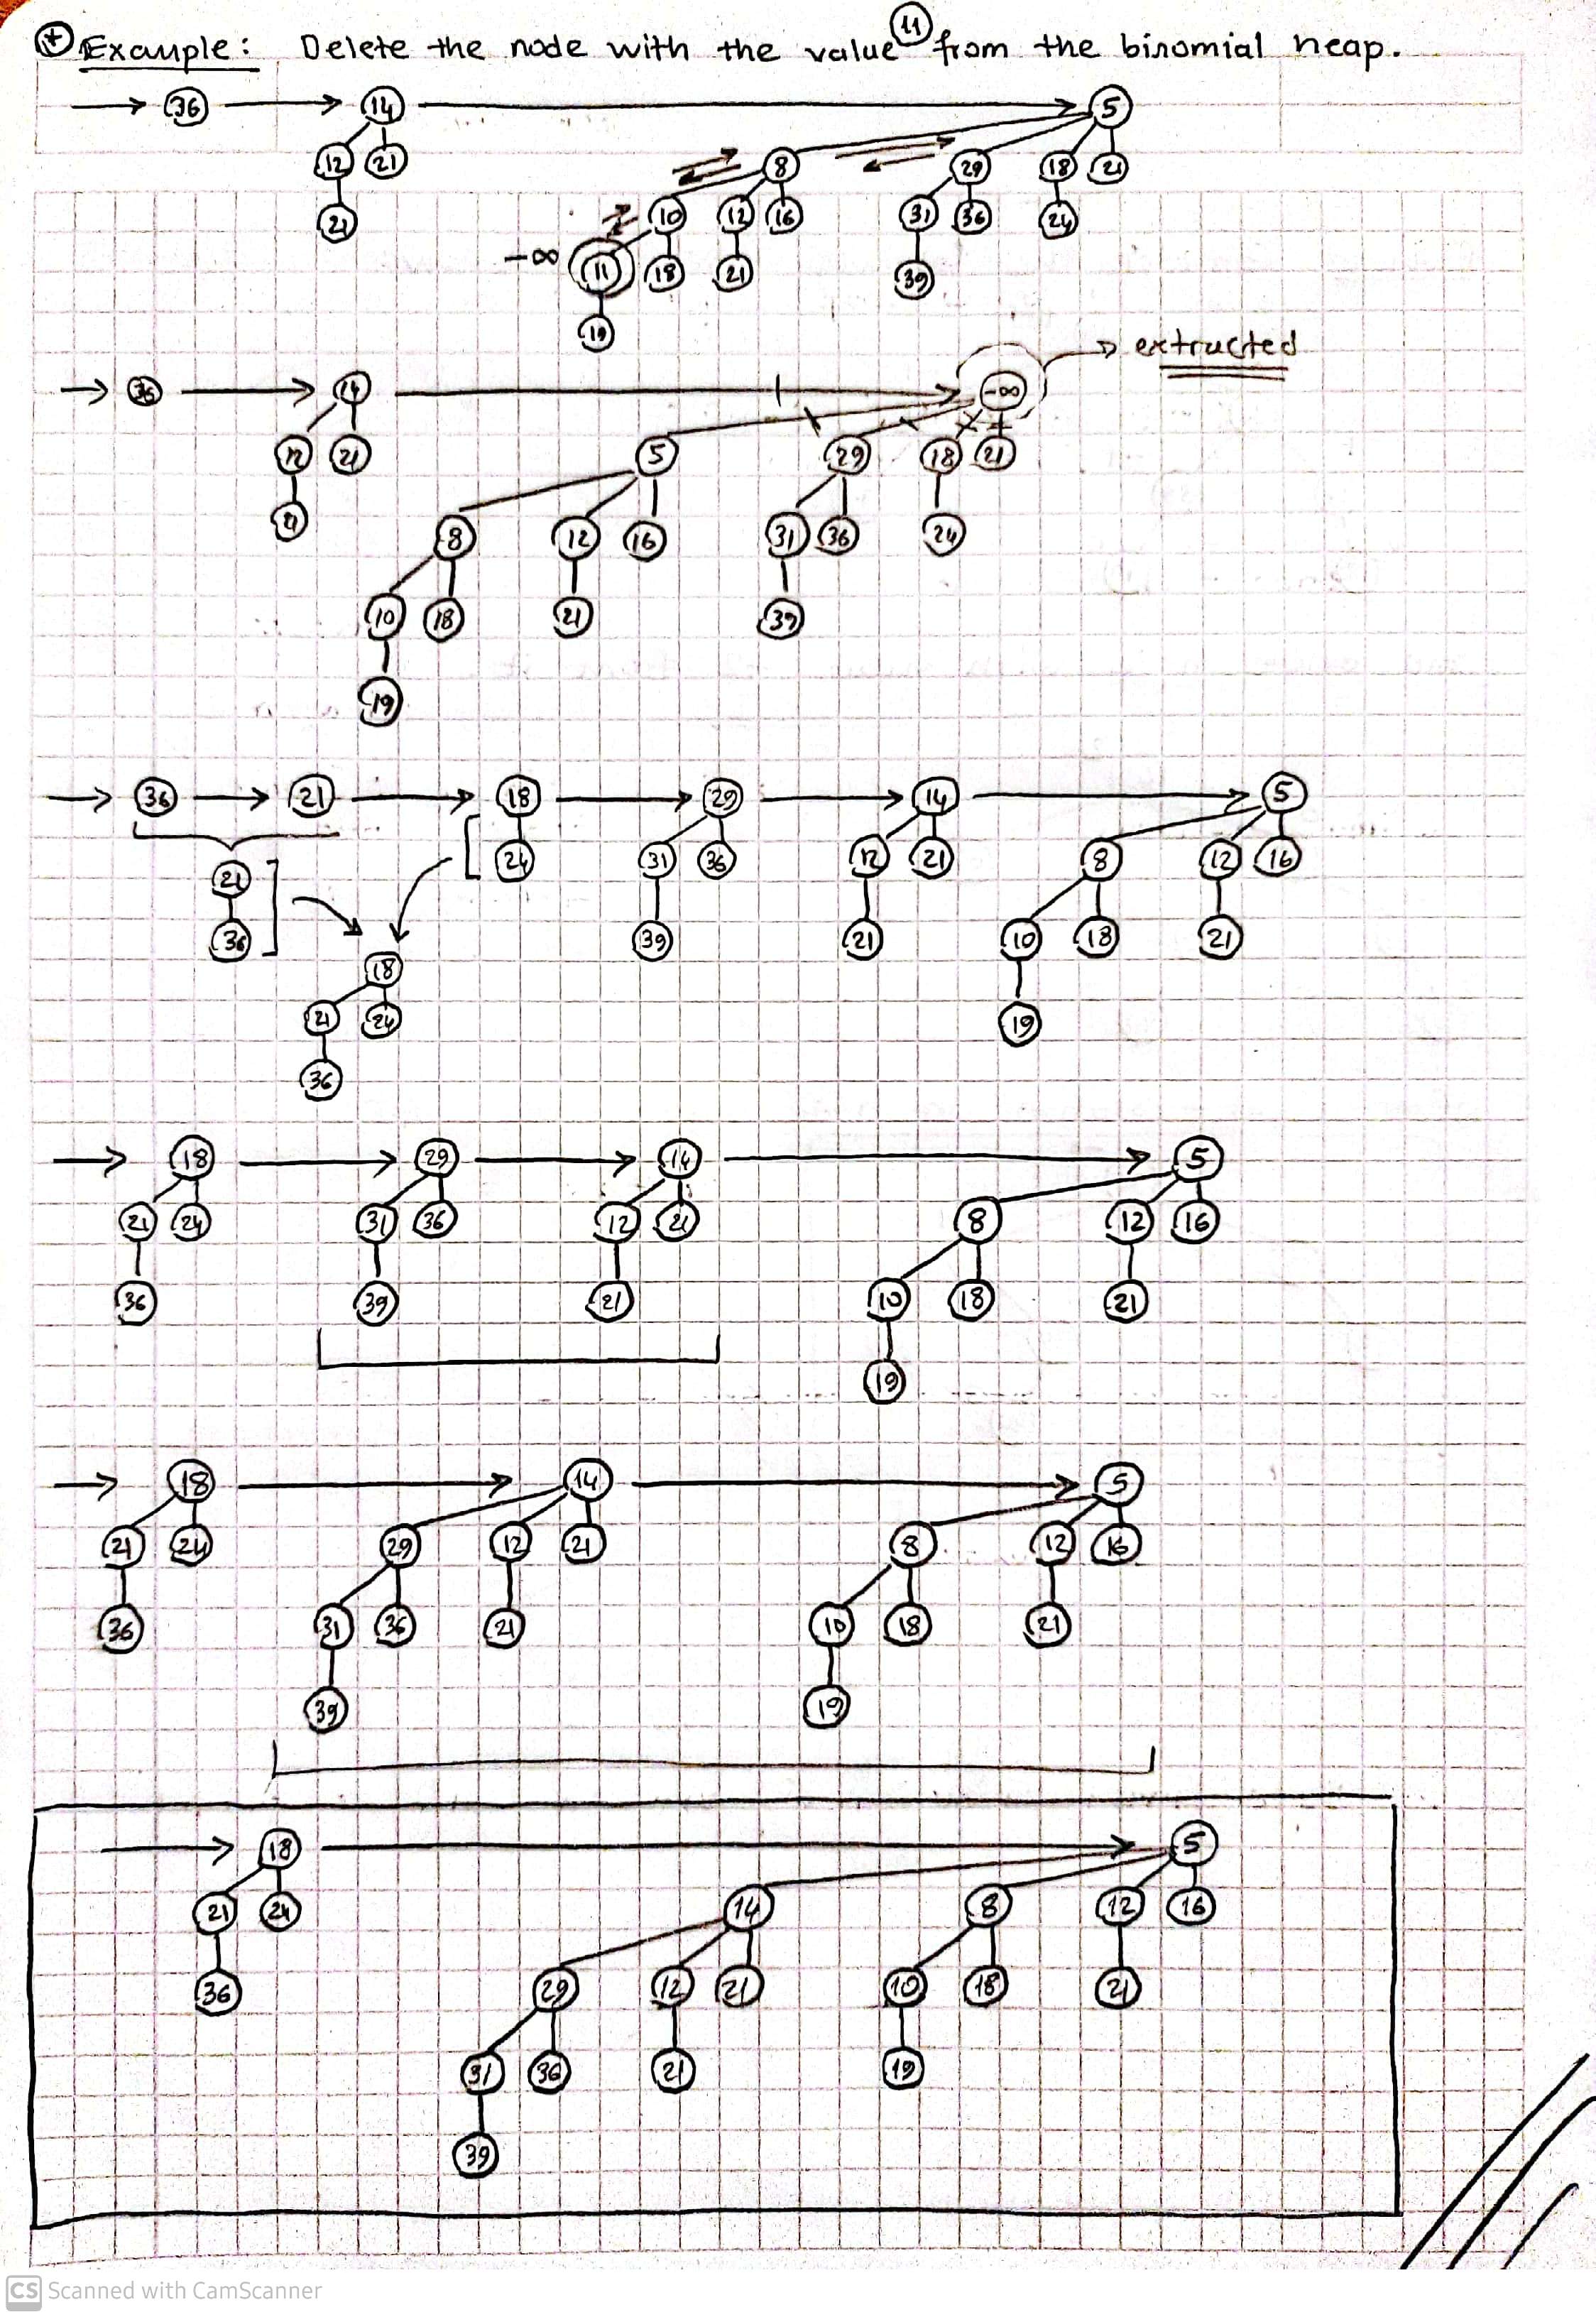 * Example: Delete the node with the value 11 from the binomial heap.
36 14 5
12 21 8 29 18 21
21 10 12 16 31 36 24
-∞ 11 18 21 39
19
extructed
36 14 -∞
12 21 5 29 18 21
21 8 12 16 31 36 24
10 18 21 39
19
36 21 18 29 14 5
21 24 31 36 12 21 8 12 16
36 39 21 10 18 21
18
21 24 19
36
18 29 14 5
21 24 31 36 12 21 8 12 16
36 39 21 10 18 21
19
18 14 5
21 24 29 12 21 8 12 16
36 31 36 21 10 18 21
39 19
18 5
21 24 14 8 12 16
36 29 12 21 10 18 21
31 36 21 19
39
CS Scanned with CamScanner